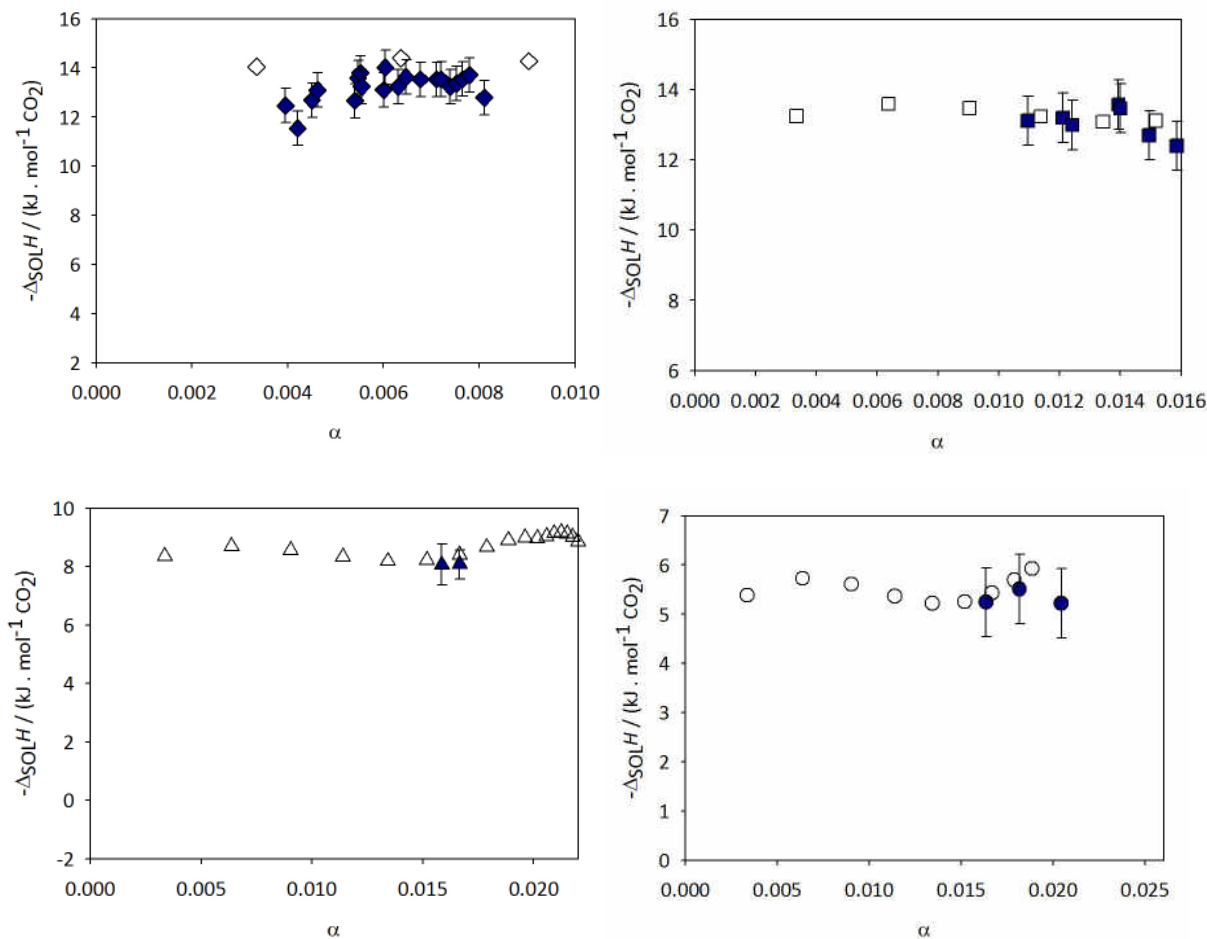 16
14
12
10
8
6
4
2
0.000 0.002 0.004 0.006 0.008 0.010
-Δ_SOL H / (kJ . mol⁻¹ CO₂)
α
16
14
12
10
8
6
0.000 0.002 0.004 0.006 0.008 0.010 0.012 0.014 0.016
-Δ_SOL H / (kJ . mol⁻¹ CO₂)
α
10
8
6
4
2
0
-2
0.000 0.005 0.010 0.015 0.020
-Δ_SOL H / (kJ . mol⁻¹ CO₂)
α
7
6
5
4
3
2
1
0
0.000 0.005 0.010 0.015 0.020 0.025
-Δ_SOL H / (kJ . mol⁻¹ CO₂)
α